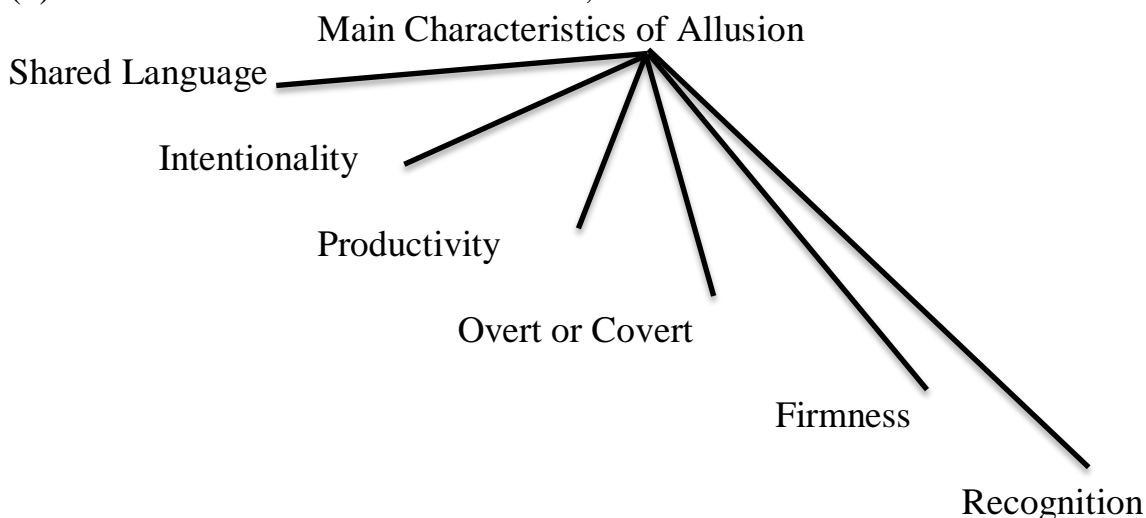 Main Characteristics of Allusion
Shared Language
Intentionality
Productivity
Overt or Covert
Firmness
Recognition